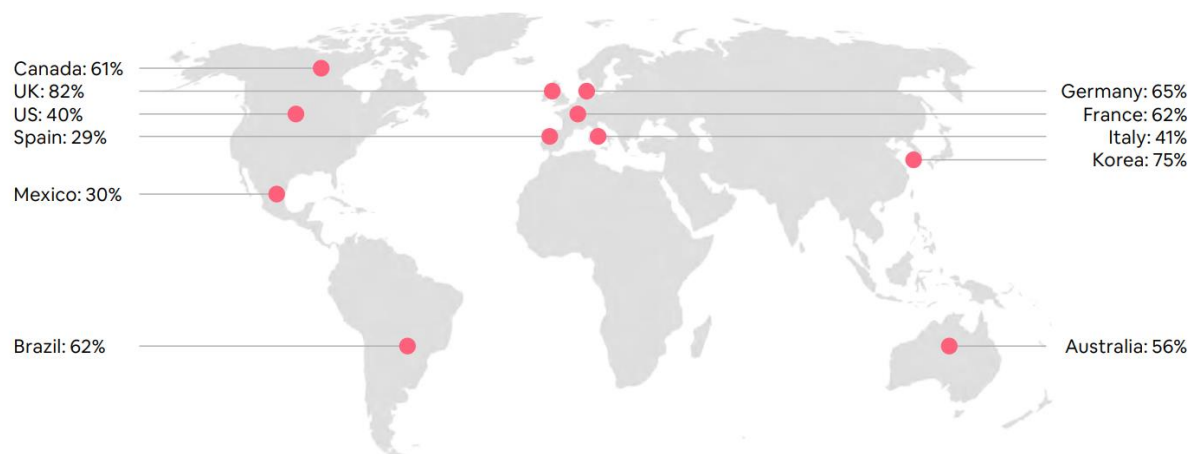 Canada: 61%
UK: 82%
US: 40%
Spain: 29%
Mexico: 30%
Brazil: 62%
Germany: 65%
France: 62%
Italy: 41%
Korea: 75%
Australia: 56%